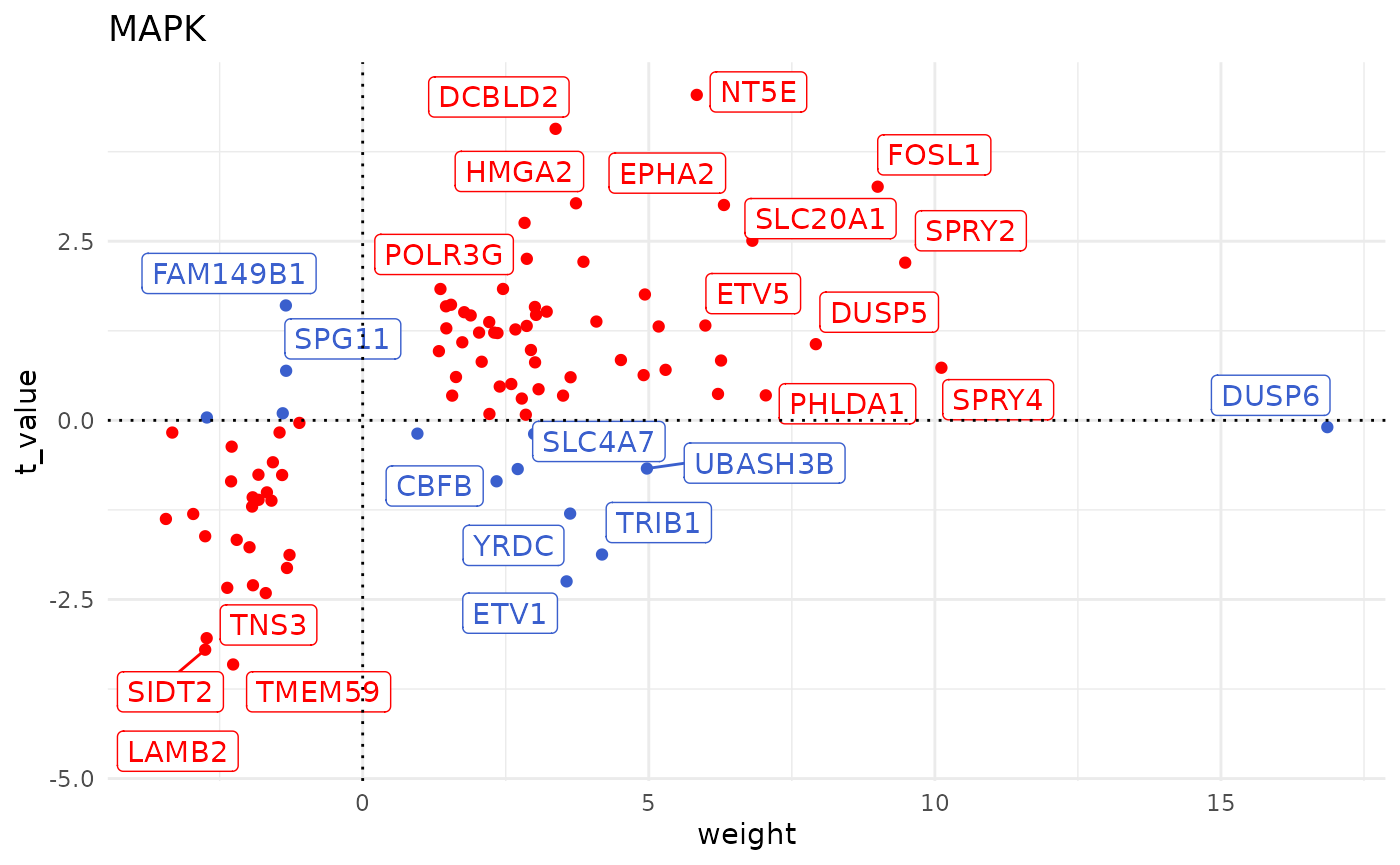 MAPK
DCBLD2
NT5E
FOSL1
HMGA2
EPHA2
SLC20A1
SPRY2
POLR3G
FAM149B1
ETV5
DUSP5
SPG11
DUSP6
PHLDA1
SPRY4
SLC4A7
UBASH3B
CBFB
TRIB1
YRDC
ETV1
TNS3
SIDT2
TMEM59
LAMB2
2.5
0.0
-2.5
-5.0
t_value
0
5
10
15
weight